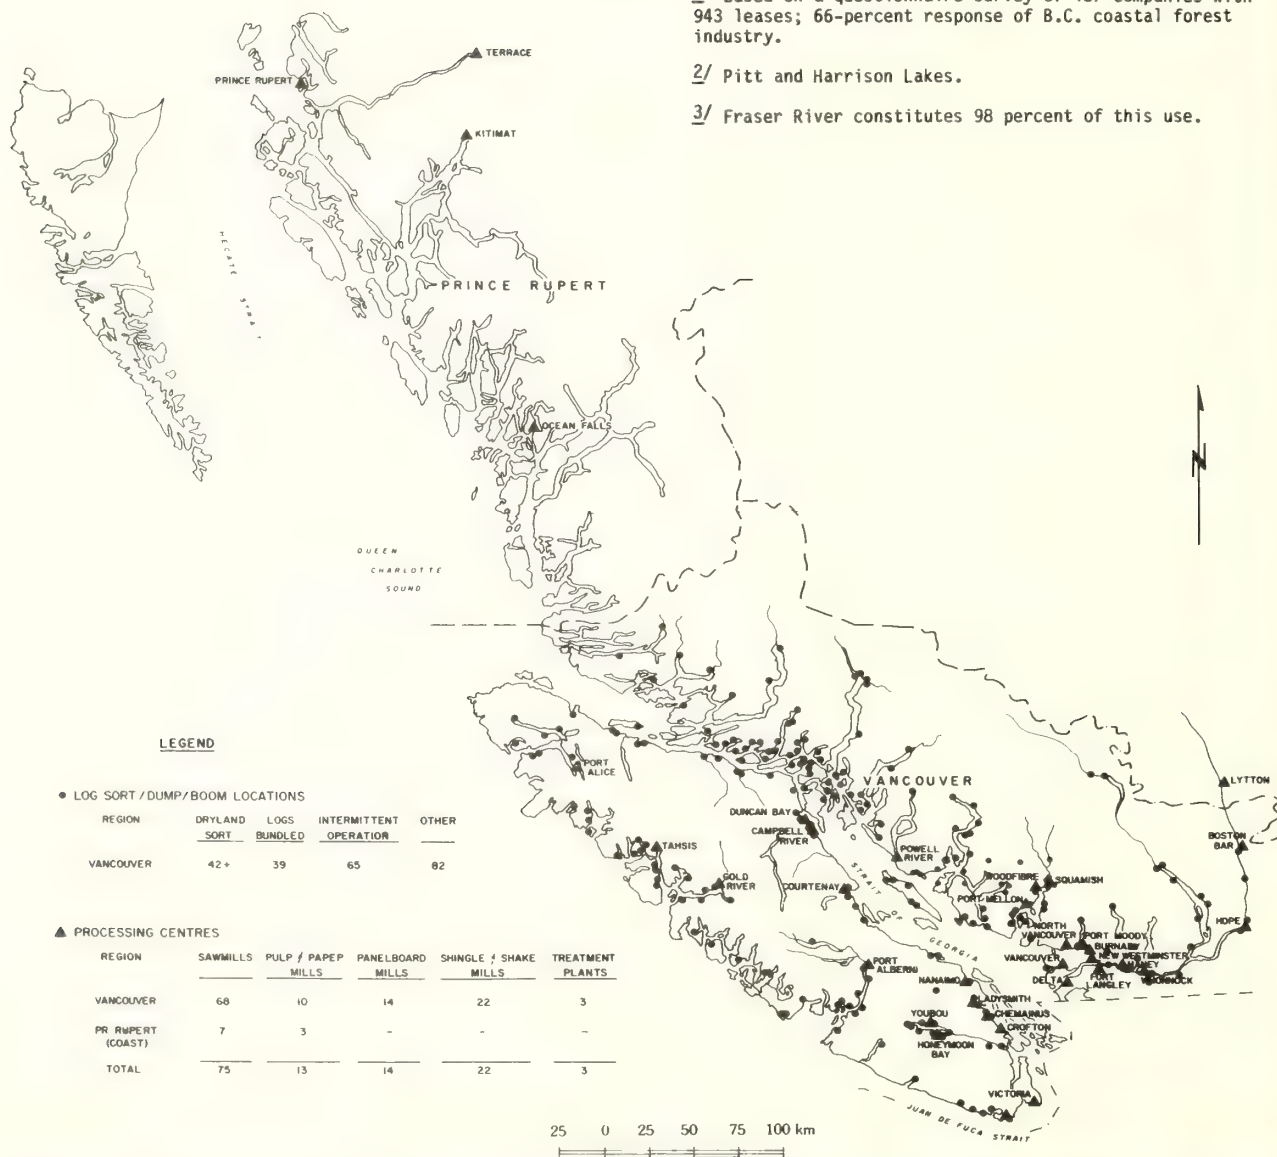 943 leases; 66-percent response of B.C. coastal forest
industry.
2/ Pitt and Harrison Lakes.
3/ Fraser River constitutes 98 percent of this use.
TERRACE
PRINCE RUPERT
KITIMAT
HECATE STRAIT
PRINCE RUPERT
OCEAN FALLS
QUEEN
CHARLOTTE
SOUND
N
VANCOUVER
PORT
ALICE
DUNCAN BAY
CAMPBELL
RIVER
TAHSIS
GOLD
RIVER
COURTENAY
POWELL
RIVER
STRAIT OF GEORGIA
WOODFIBRE
SQUAMISH
PORT MELLON
LYTTON
BOSTON
BAR
HOPE
NORTH
VANCOUVER
PORT MOODY
BURNABY
NEW WESTMINSTER
VANCOUVER
HANEY
DELTA
FORT
LANGLEY
WHONNOCK
PORT
ALBERNI
NANAIMO
LADYSMITH
CHEMAINUS
YOUBOU
CROFTON
HONEYMOON
BAY
VICTORIA
JUAN DE FUCA STRAIT
LEGEND
● LOG SORT/DUMP/BOOM LOCATIONS
REGION DRYLAND LOGS INTERMITTENT OTHER
SORT BUNDLED OPERATION
VANCOUVER 42+ 39 65 82
▲ PROCESSING CENTRES
REGION SAWMILLS PULP & PAPEP PANELBOARD SHINGLE & SHAKE TREATMENT
MILLS MILLS MILLS PLANTS
VANCOUVER 68 10 14 22 3
PR RUPERT 7 3 - - -
(COAST)
TOTAL 75 13 14 22 3
25 0 25 50 75 100 km